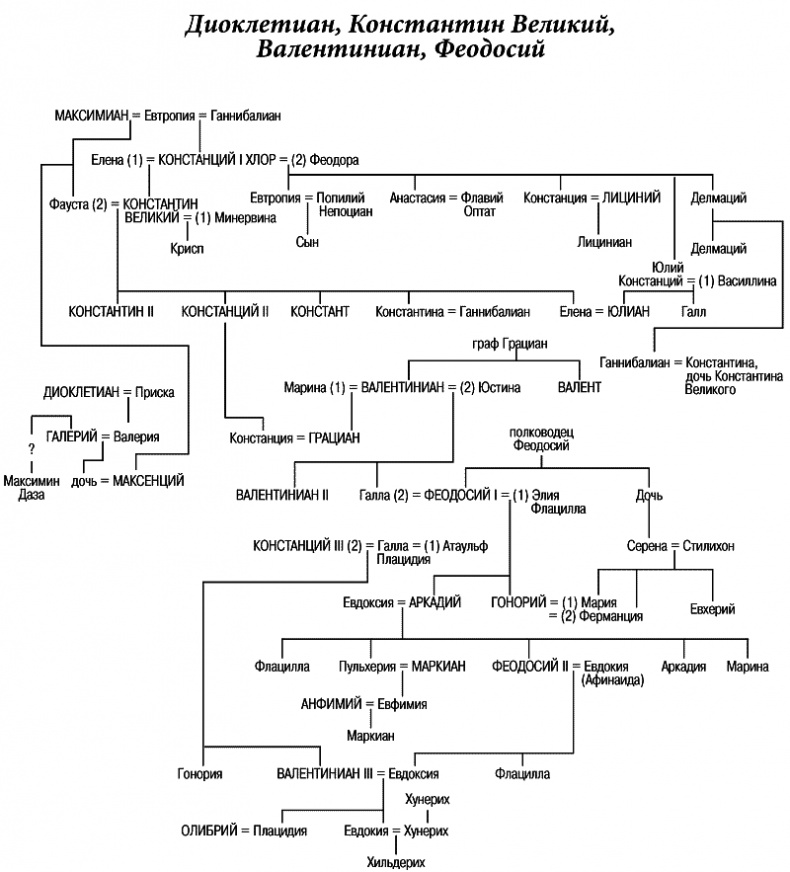 Диоклетиан, Константин Великий,
Валентиниан, Феодосий
МАКСИМИАН = Евтропия = Ганнибалиан
Елена (1) = КОНСТАНЦИЙ I ХЛОР = (2) Феодора
Фауста (2) = КОНСТАНТИН
ВЕЛИКИЙ = (1) Минервина
Евтропия = Попилий
Непоциан
Анастасия = Флавий
Оптат
Констанция = ЛИЦИНИЙ
Делмаций
Крисп
Сын
Лициниан
Делмаций
Юлий
Констанций = (1) Василлина
КОНСТАНТИН II
КОНСТАНЦИЙ II
КОНСТАНТ
Константина = Ганнибалиан
Елена = ЮЛИАН
Галл
граф Грациан
Ганнибалиан = Константина,
дочь Константина
Великого
ДИОКЛЕТИАН = Приска
Марина (1) = ВАЛЕНТИНИАН = (2) Юстина
ВАЛЕНТ
ГАЛЕРИЙ = Валерия
?
Констанция = ГРАЦИАН
полководец
Феодосий
Максимин
Даза
дочь = МАКСЕНЦИЙ
ВАЛЕНТИНИАН II
Галла (2) = ФЕОДОСИЙ I = (1) Элия
Флацилла
Дочь
КОНСТАНЦИЙ III (2) = Галла = (1) Атаульф
Плацидия
Серена = Стилихон
Евдоксия = АРКАДИЙ
ГОНОРИЙ = (1) Мария
= (2) Ферманция
Евхерий
Флацилла
Пульхерия = МАРКИАН
ФЕОДОСИЙ II = Евдокия
(Афинаида)
Аркадия
Марина
АНФИМИЙ = Евфимия
Маркиан
Гонория
ВАЛЕНТИНИАН III = Евдоксия
Флацилла
Хунерих
ОЛИБРИЙ = Плацидия
Евдокия = Хунерих
Хильдерих